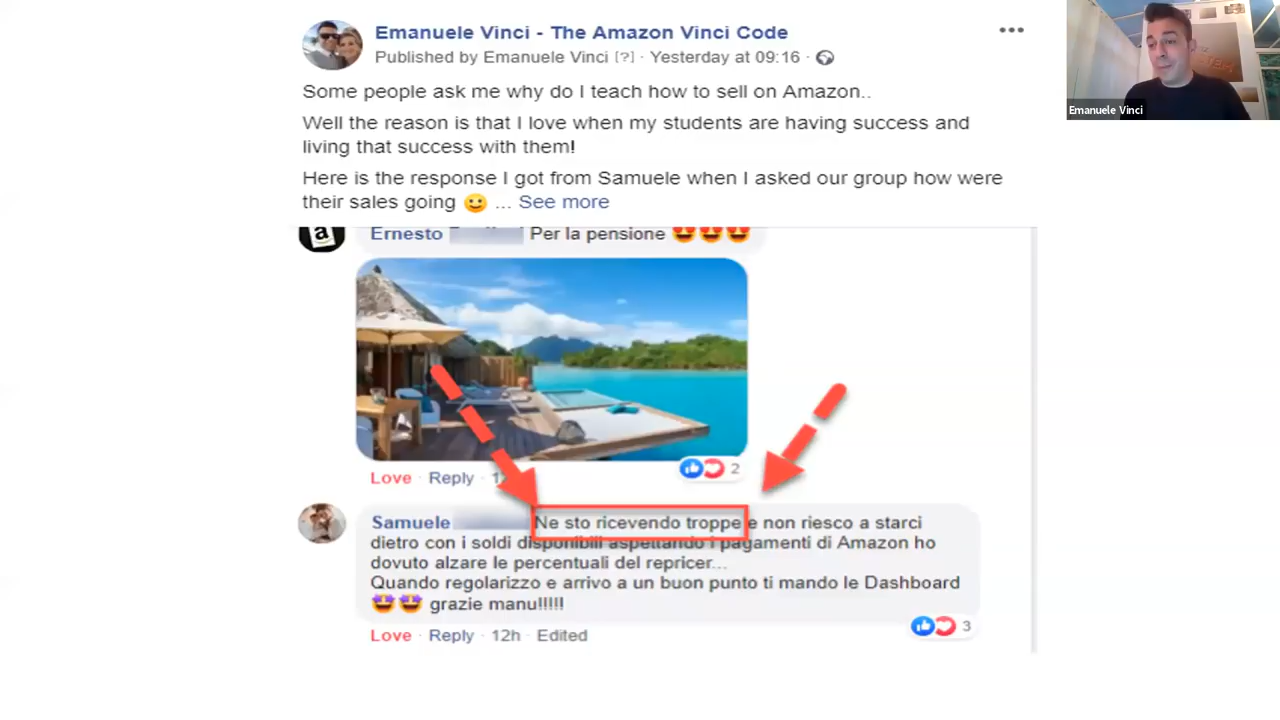 Emanuele Vinci - The Amazon Vinci Code
Published by Emanuele Vinci [?] · Yesterday at 09:16 ·
Some people ask me why do I teach how to sell on Amazon..
Well the reason is that I love when my students are having success and
living that success with them!
Here is the response I got from Samuele when I asked our group how were
their sales going 🙂 ... See more
Emanuele Vinci
a
Ernesto Per la pensione 😍😍😍
Love · Reply ·
2
Samuele Ne sto ricevendo troppe e non riesco a starci
dietro con i soldi disponibili aspettando i pagamenti di Amazon ho
dovuto alzare le percentuali del repricer...
Quando regolarizzo e arrivo a un buon punto ti mando le Dashboard
🤩🤩 grazie manu!!!!!
Love · Reply · 12h · Edited
3